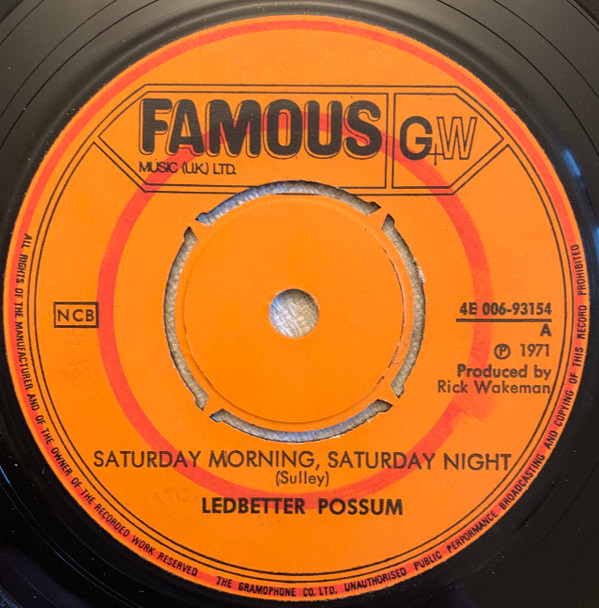 FAMOUS
MUSIC (U.K.) LTD.
G+W
NCB
4E 006-93154
A
℗ 1971
Produced by
Rick Wakeman
SATURDAY MORNING, SATURDAY NIGHT
(Sulley)
LEDBETTER POSSUM
ALL RIGHTS OF THE MANUFACTURER AND OF THE OWNER OF THE RECORDED WORK RESERVED THE GRAMOPHONE CO. LTD. UNAUTHORISED PUBLIC PERFORMANCE BROADCASTING AND COPYING OF THIS RECORD PROHIBITED